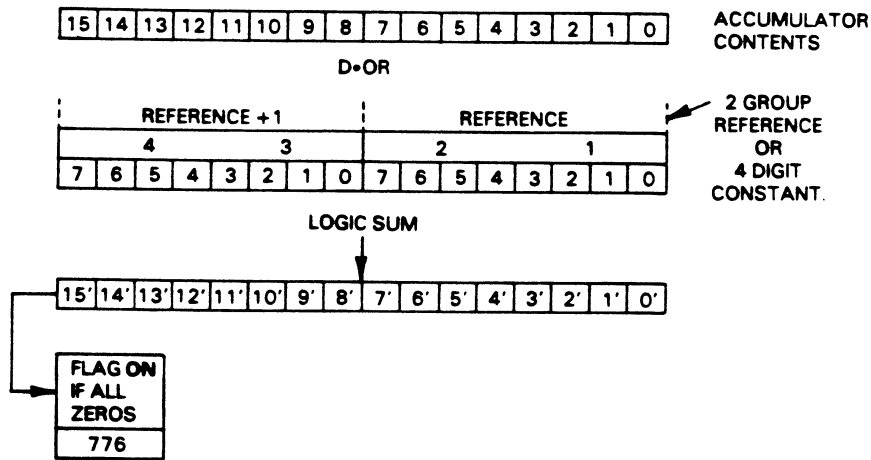 15 14 13 12 11 10 9 8 7 6 5 4 3 2 1 0
ACCUMULATOR
CONTENTS
D•OR
REFERENCE +1 REFERENCE
4 3 2 1
7 6 5 4 3 2 1 0 7 6 5 4 3 2 1 0
2 GROUP
REFERENCE
OR
4 DIGIT
CONSTANT.
LOGIC SUM
15′ 14′ 13′ 12′ 11′ 10′ 9′ 8′ 7′ 6′ 5′ 4′ 3′ 2′ 1′ 0′
FLAG ON
IF ALL
ZEROS
776